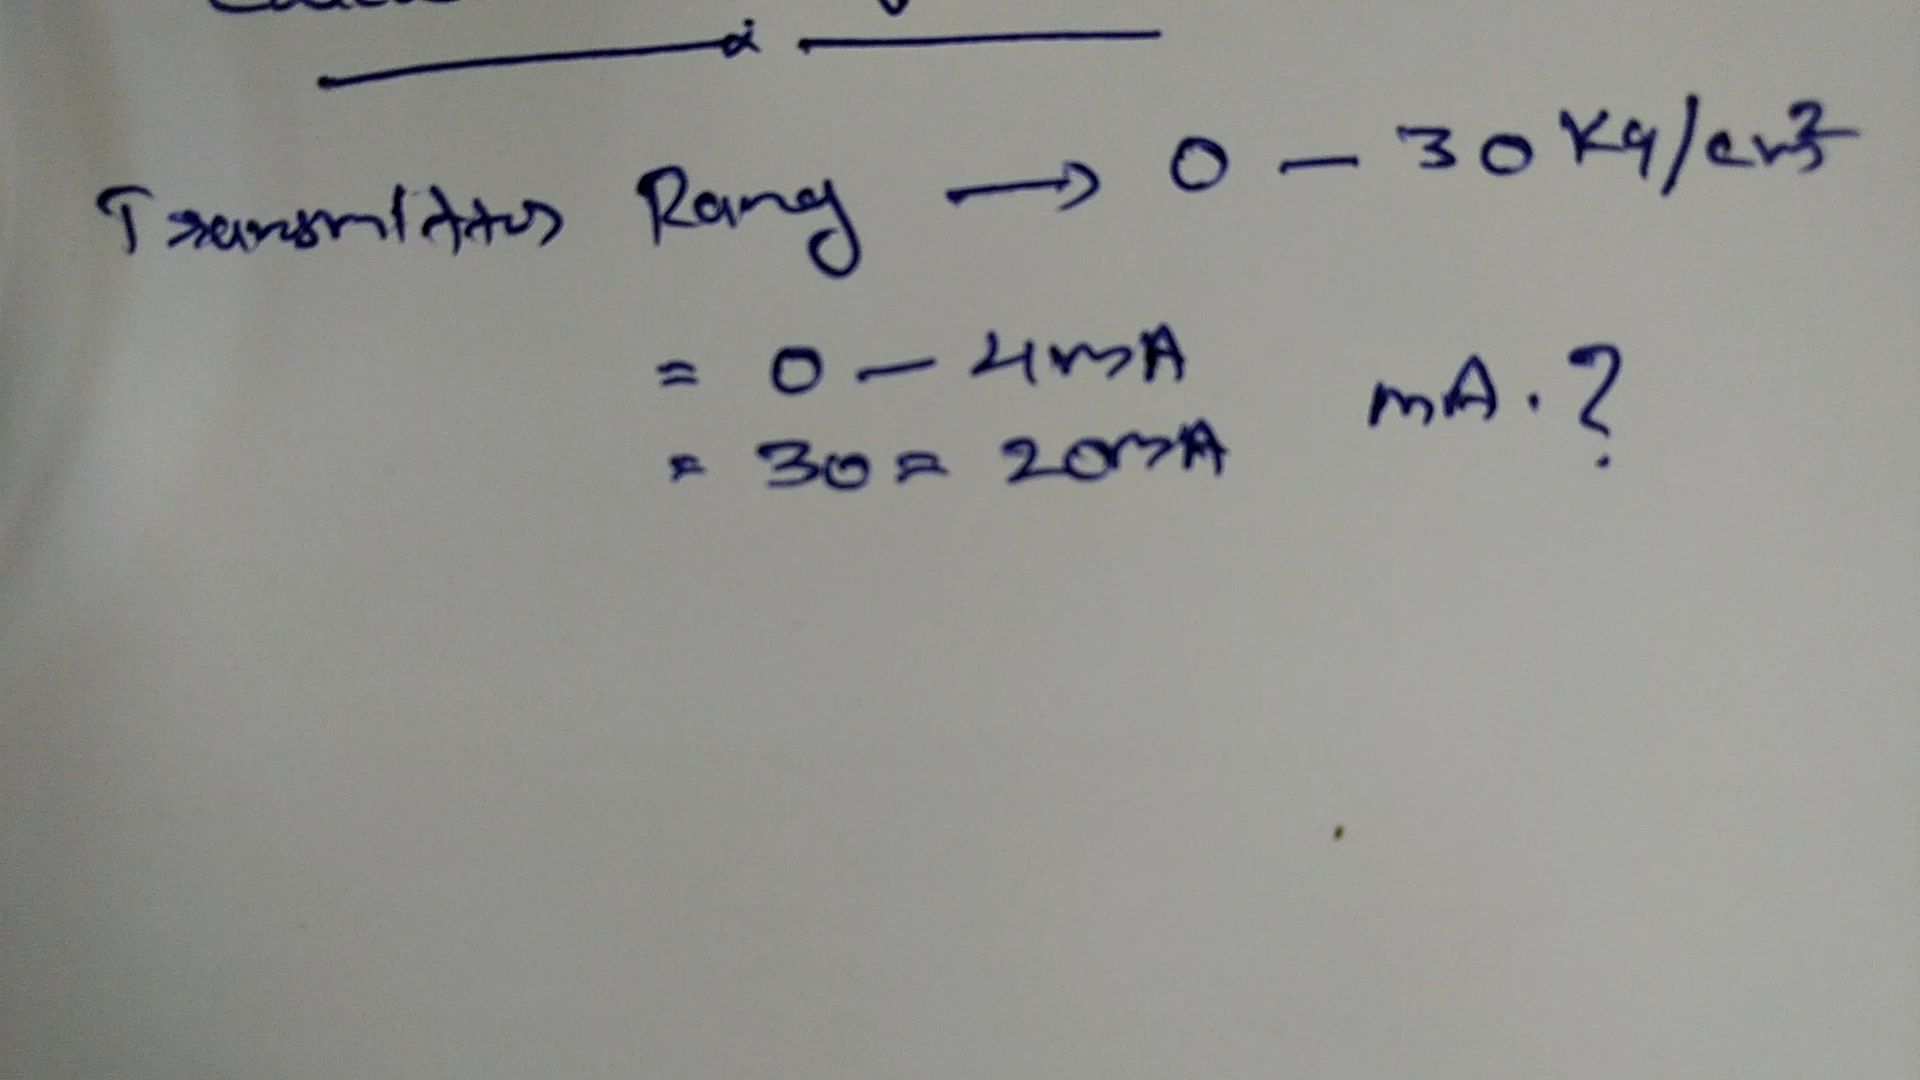 Transmitter Rang → 0 - 30 Kg/cm²
= 0 - 4mA
mA. ?
= 30 = 20mA